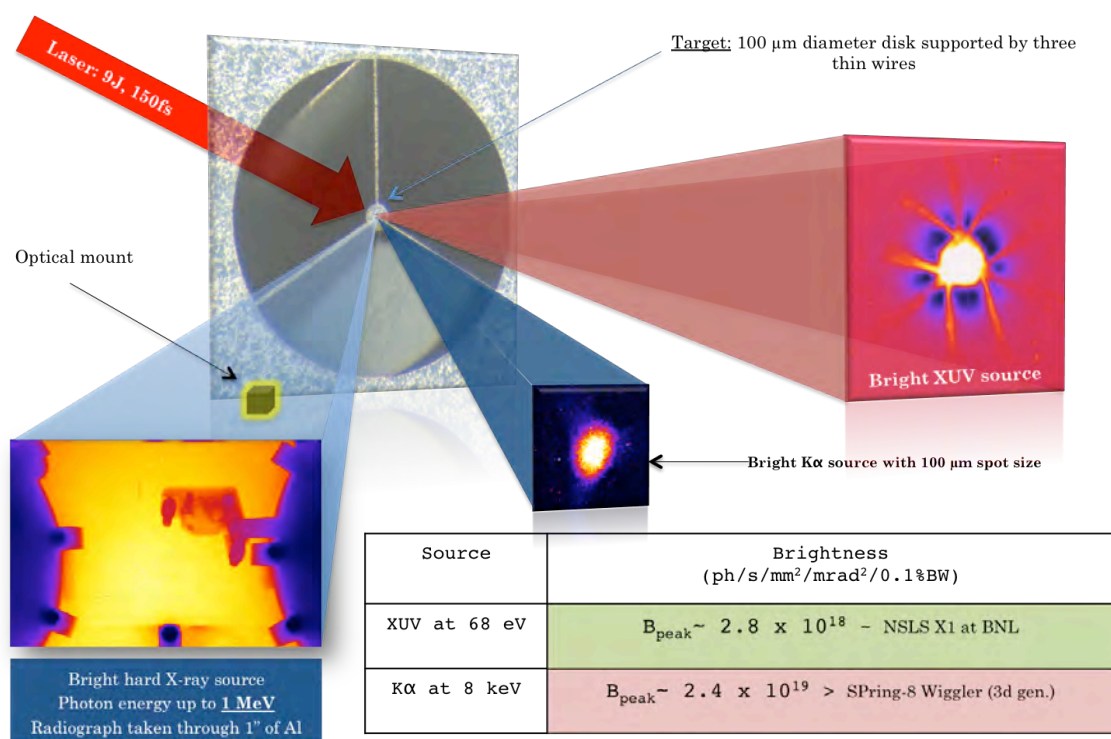 Laser: 9J, 150fs
Target: 100 µm diameter disk supported by three
thin wires
Optical mount
Bright XUV source
Bright Kα source with 100 µm spot size
Bright hard X-ray source
Photon energy up to 1 MeV
Radiograph taken through 1” of Al
Source
Brightness
(ph/s/mm²/mrad²/0.1%BW)
XUV at 68 eV
B_peak~ 2.8 x 10¹⁸ – NSLS X1 at BNL
Kα at 8 keV
B_peak~ 2.4 x 10¹⁹ > SPring-8 Wiggler (3d gen.)